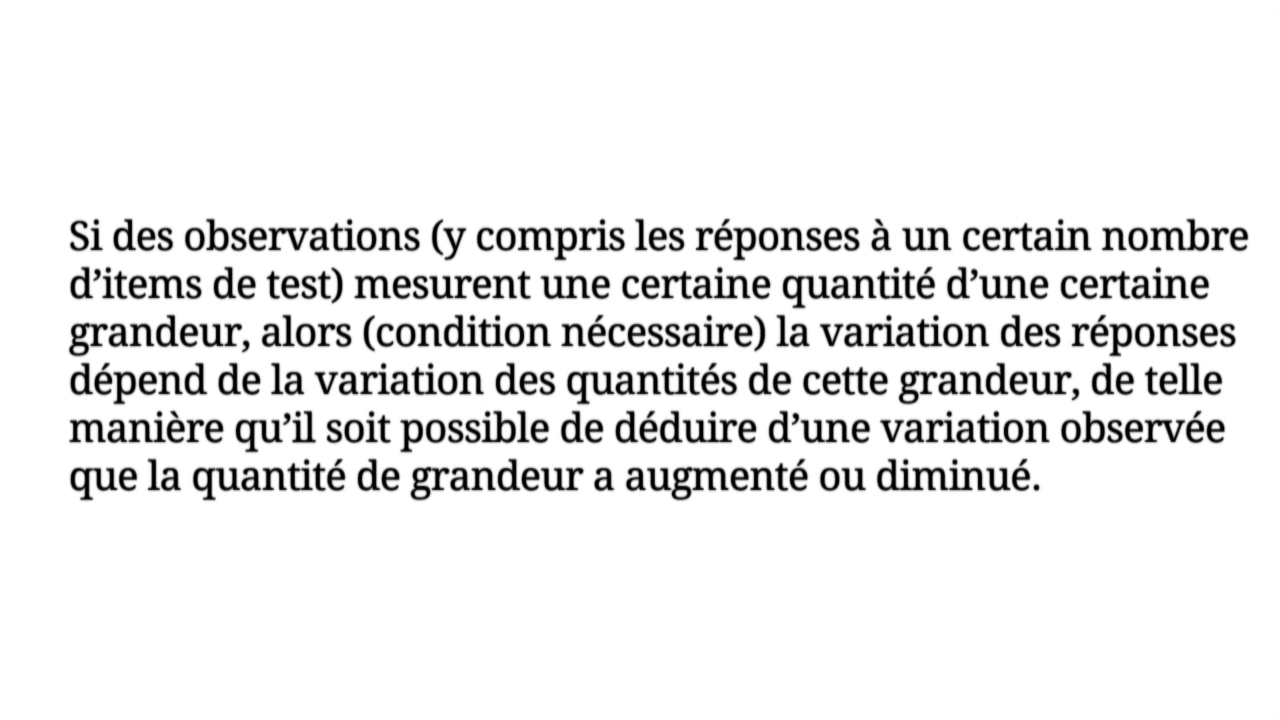 Si des observations (y compris les réponses à un certain nombre
d’items de test) mesurent une certaine quantité d’une certaine
grandeur, alors (condition nécessaire) la variation des réponses
dépend de la variation des quantités de cette grandeur, de telle
manière qu’il soit possible de déduire d’une variation observée
que la quantité de grandeur a augmenté ou diminué.